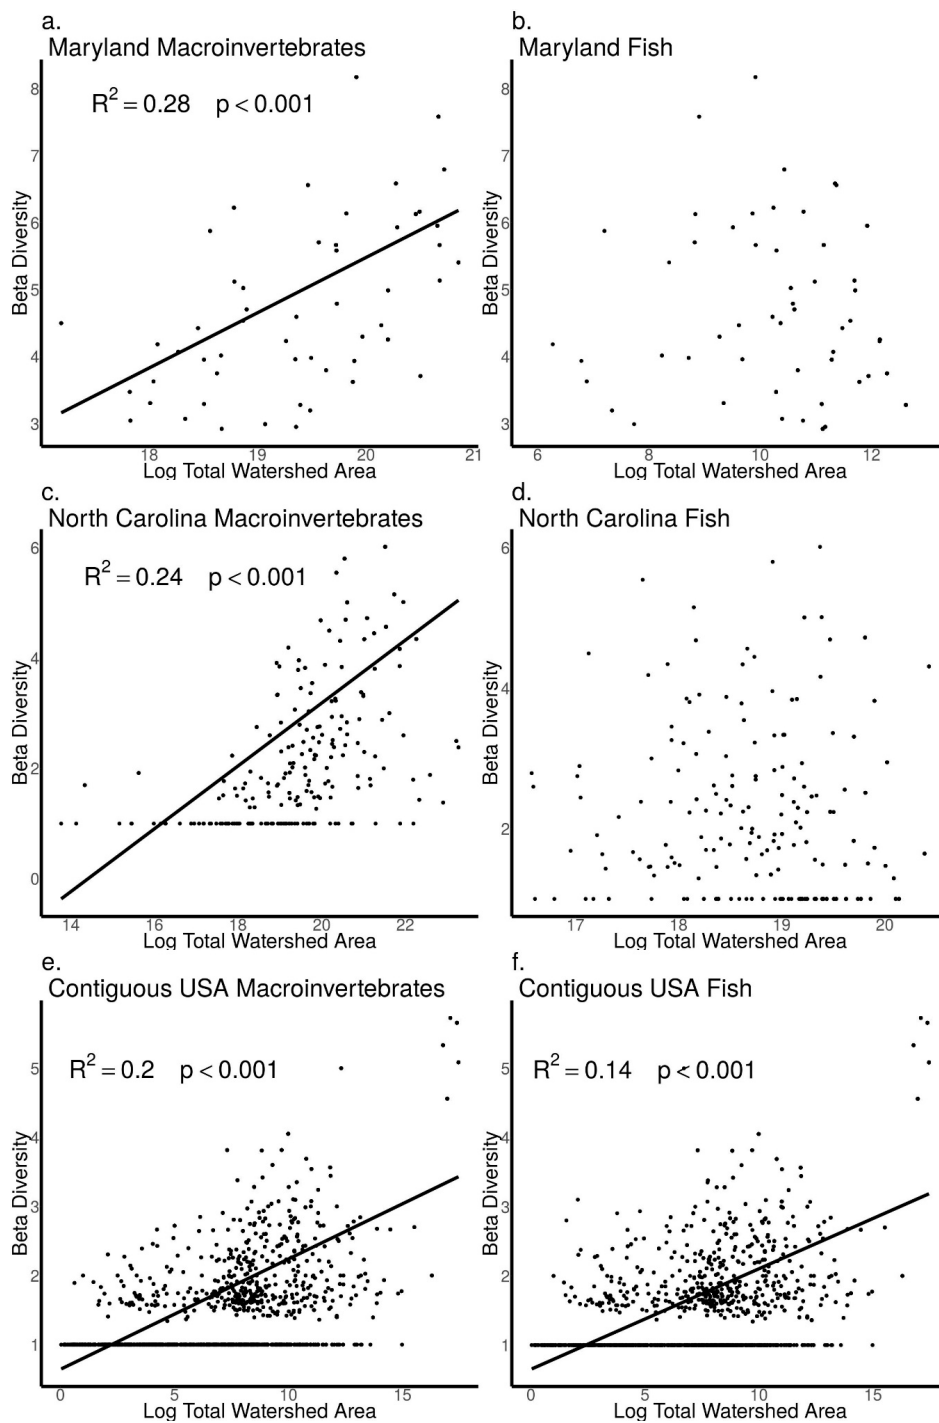 a.
Maryland Macroinvertebrates
R² = 0.28 p < 0.001
8
7
6
5
4
3
Beta Diversity
18 19 20 21
Log Total Watershed Area
b.
Maryland Fish
8
7
6
5
4
3
Beta Diversity
6 8 10 12
Log Total Watershed Area
c.
North Carolina Macroinvertebrates
R² = 0.24 p < 0.001
6
4
2
0
Beta Diversity
14 16 18 20 22
Log Total Watershed Area
d.
North Carolina Fish
6
4
2
Beta Diversity
17 18 19 20
Log Total Watershed Area
e.
Contiguous USA Macroinvertebrates
R² = 0.2 p < 0.001
5
4
3
2
1
Beta Diversity
0 5 10 15
Log Total Watershed Area
f.
Contiguous USA Fish
R² = 0.14 p < 0.001
5
4
3
2
1
Beta Diversity
0 5 10 15
Log Total Watershed Area